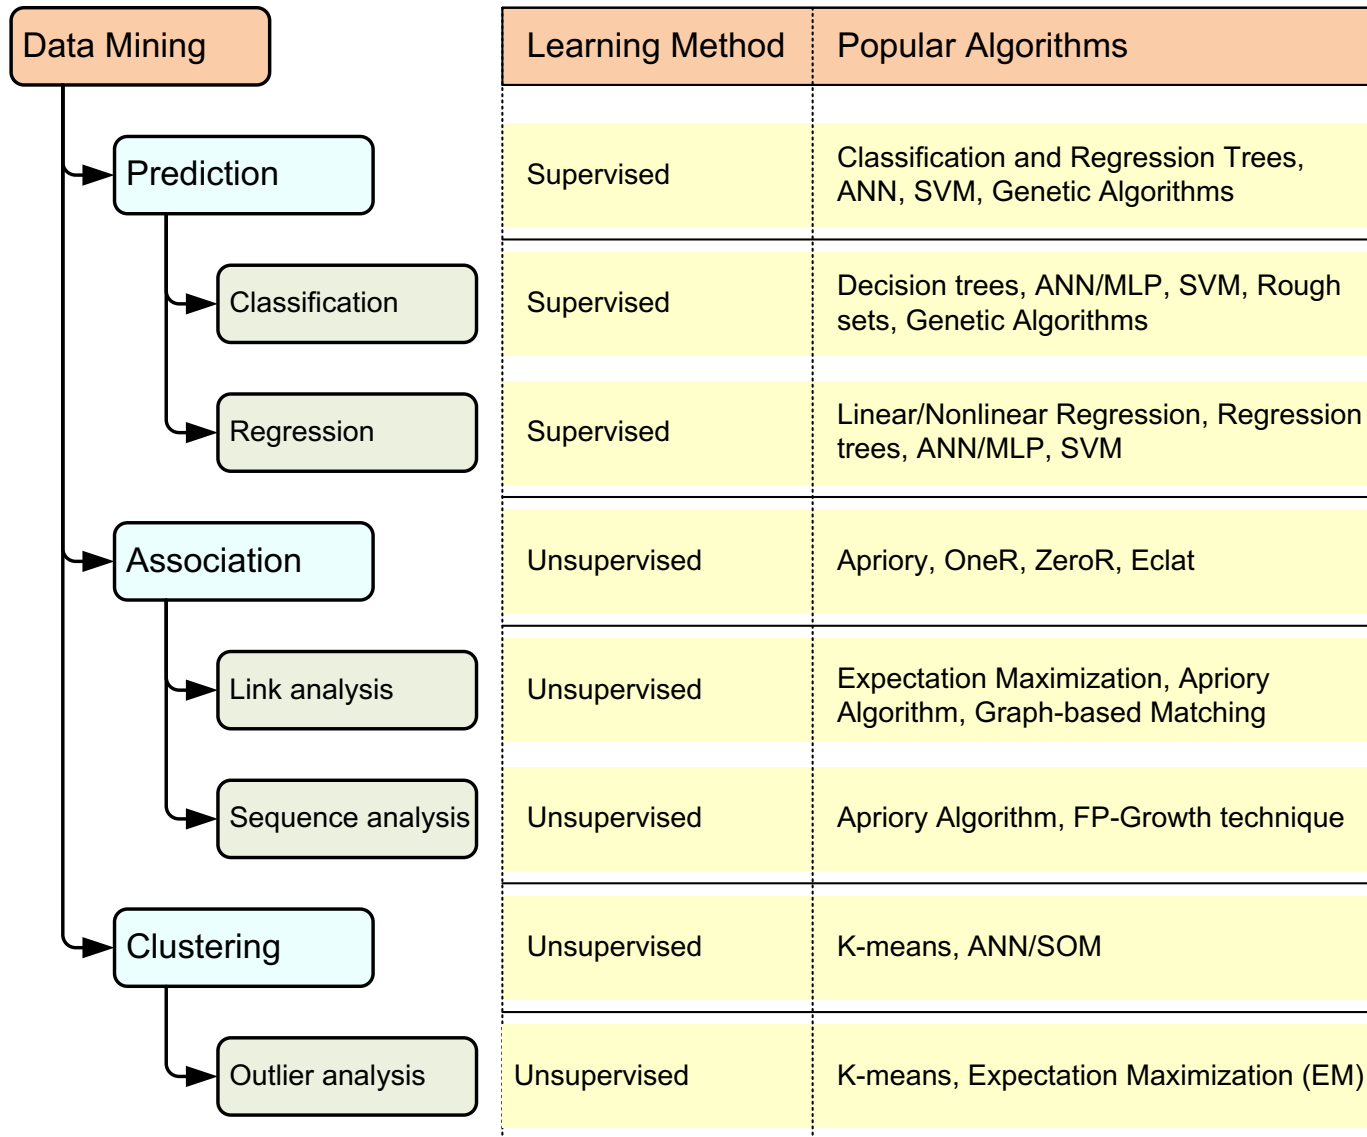 Data Mining
Learning Method
Popular Algorithms
Prediction
Supervised
Classification and Regression Trees,
ANN, SVM, Genetic Algorithms
Classification
Supervised
Decision trees, ANN/MLP, SVM, Rough
sets, Genetic Algorithms
Regression
Supervised
Linear/Nonlinear Regression, Regression
trees, ANN/MLP, SVM
Association
Unsupervised
Apriory, OneR, ZeroR, Eclat
Link analysis
Unsupervised
Expectation Maximization, Apriory
Algorithm, Graph-based Matching
Sequence analysis
Unsupervised
Apriory Algorithm, FP-Growth technique
Clustering
Unsupervised
K-means, ANN/SOM
Outlier analysis
Unsupervised
K-means, Expectation Maximization (EM)